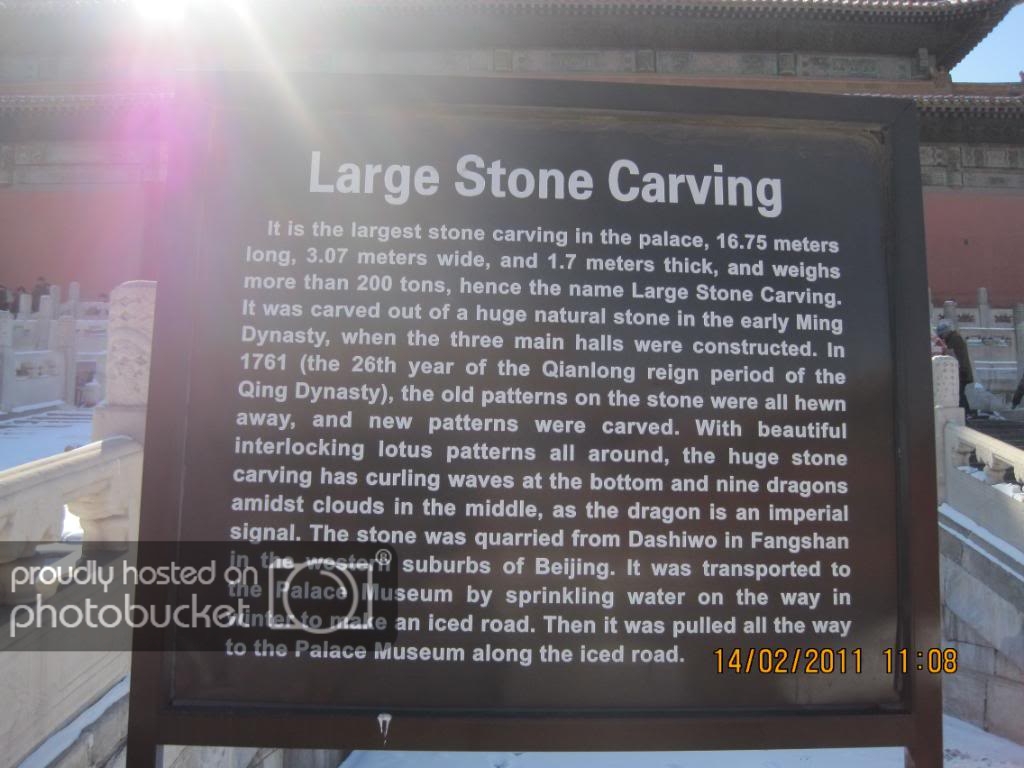 Large Stone Carving
It is the largest stone carving in the palace, 16.75 meters
long, 3.07 meters wide, and 1.7 meters thick, and weighs
more than 200 tons, hence the name Large Stone Carving.
It was carved out of a huge natural stone in the early Ming
Dynasty, when the three main halls were constructed. In
1761 (the 26th year of the Qianlong reign period of the
Qing Dynasty), the old patterns on the stone were all hewn
away, and new patterns were carved. With beautiful
interlocking lotus patterns all around, the huge stone
carving has curling waves at the bottom and nine dragons
amidst clouds in the middle, as the dragon is an imperial
signal. The stone was quarried from Dashiwo in Fangshan
in the western suburbs of Beijing. It was transported to
the Palace Museum by sprinkling water on the way in
winter to make an iced road. Then it was pulled all the way
to the Palace Museum along the iced road.
14/02/2011 11:08
proudly hosted on
photobucket®